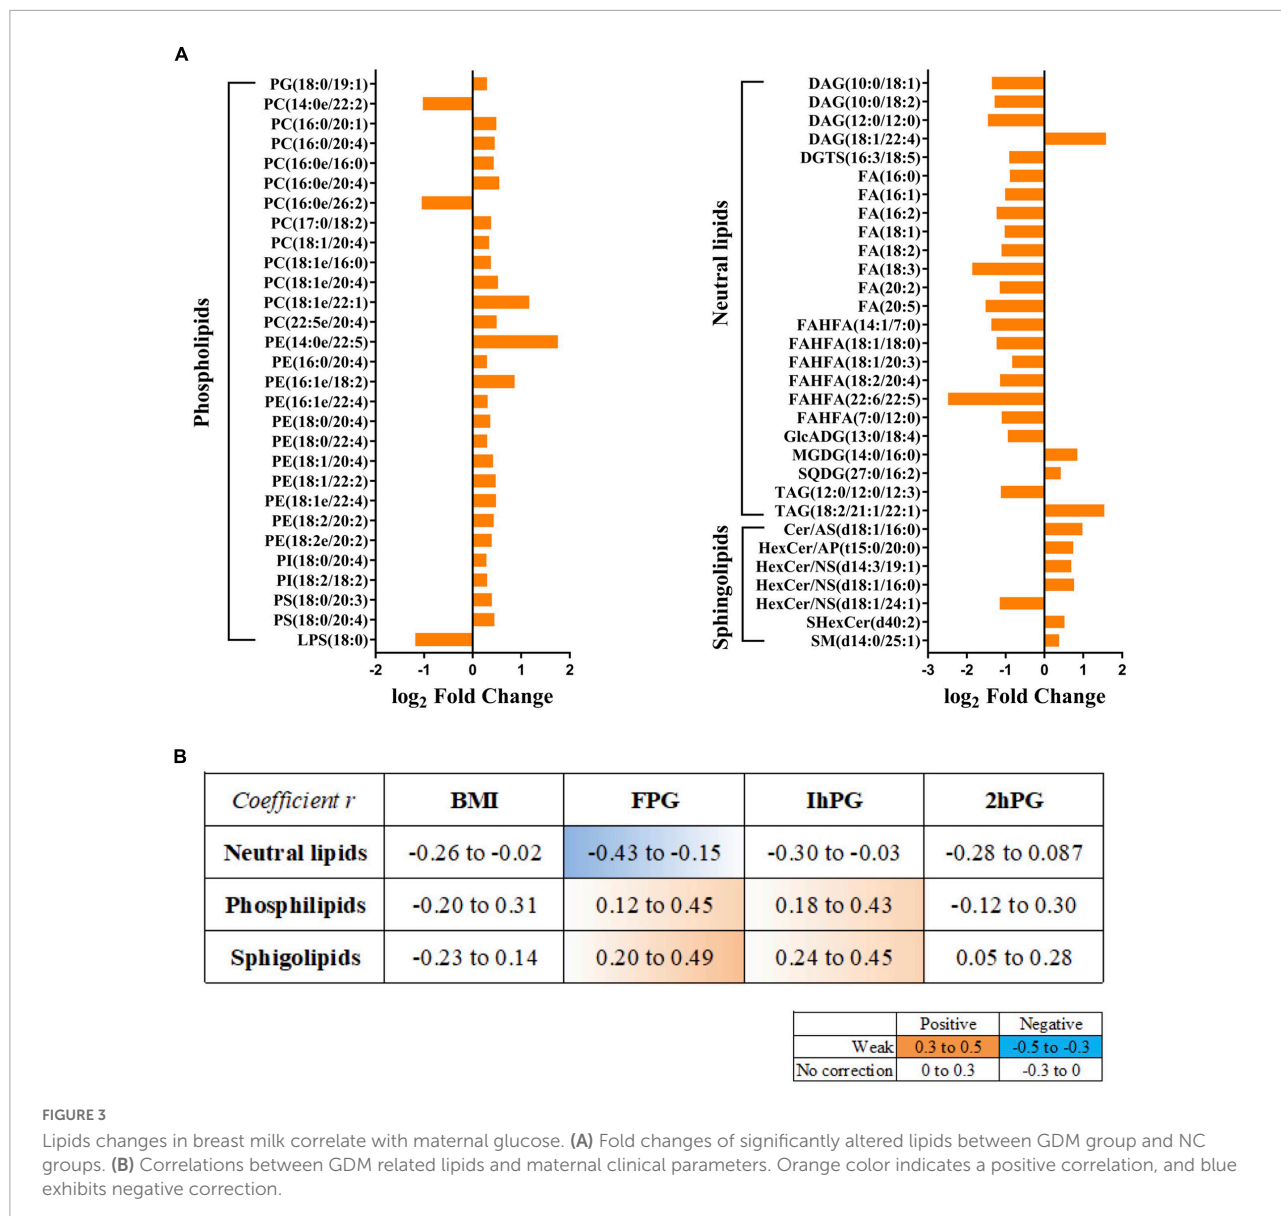 A
Phospholipids
PG(18:0/19:1)
PC(14:0e/22:2)
PC(16:0/20:1)
PC(16:0/20:4)
PC(16:0e/16:0)
PC(16:0e/20:4)
PC(16:0e/26:2)
PC(17:0/18:2)
PC(18:1/20:4)
PC(18:1e/16:0)
PC(18:1e/20:4)
PC(18:1e/22:1)
PC(22:5e/20:4)
PE(14:0e/22:5)
PE(16:0/20:4)
PE(16:1e/18:2)
PE(16:1e/22:4)
PE(18:0/20:4)
PE(18:0/22:4)
PE(18:1/20:4)
PE(18:1/22:2)
PE(18:1e/22:4)
PE(18:2/20:2)
PE(18:2e/20:2)
PI(18:0/20:4)
PI(18:2/18:2)
PS(18:0/20:3)
PS(18:0/20:4)
LPS(18:0)
-2 -1 0 1 2
log2 Fold Change
Neutral lipids
DAG(10:0/18:1)
DAG(10:0/18:2)
DAG(12:0/12:0)
DAG(18:1/22:4)
DGTS(16:3/18:5)
FA(16:0)
FA(16:1)
FA(16:2)
FA(18:1)
FA(18:2)
FA(18:3)
FA(20:2)
FA(20:5)
FAHFA(14:1/7:0)
FAHFA(18:1/18:0)
FAHFA(18:1/20:3)
FAHFA(18:2/20:4)
FAHFA(22:6/22:5)
FAHFA(7:0/12:0)
GlcADG(13:0/18:4)
MGDG(14:0/16:0)
SQDG(27:0/16:2)
TAG(12:0/12:0/12:3)
TAG(18:2/21:1/22:1)
Sphingolipids
Cer/AS(d18:1/16:0)
HexCer/AP(t15:0/20:0)
HexCer/NS(d14:3/19:1)
HexCer/NS(d18:1/16:0)
HexCer/NS(d18:1/24:1)
SHexCer(d40:2)
SM(d14:0/25:1)
-3 -2 -1 0 1 2
log2 Fold Change
B
Coefficient r BMI FPG IhPG 2hPG
Neutral lipids -0.26 to -0.02 -0.43 to -0.15 -0.30 to -0.03 -0.28 to 0.087
Phosphilipids -0.20 to 0.31 0.12 to 0.45 0.18 to 0.43 -0.12 to 0.30
Sphigolipids -0.23 to 0.14 0.20 to 0.49 0.24 to 0.45 0.05 to 0.28
Positive Negative
Weak 0.3 to 0.5 -0.5 to -0.3
No correction 0 to 0.3 -0.3 to 0
FIGURE 3
Lipids changes in breast milk correlate with maternal glucose. (A) Fold changes of significantly altered lipids between GDM group and NC
groups. (B) Correlations between GDM related lipids and maternal clinical parameters. Orange color indicates a positive correlation, and blue
exhibits negative correction.